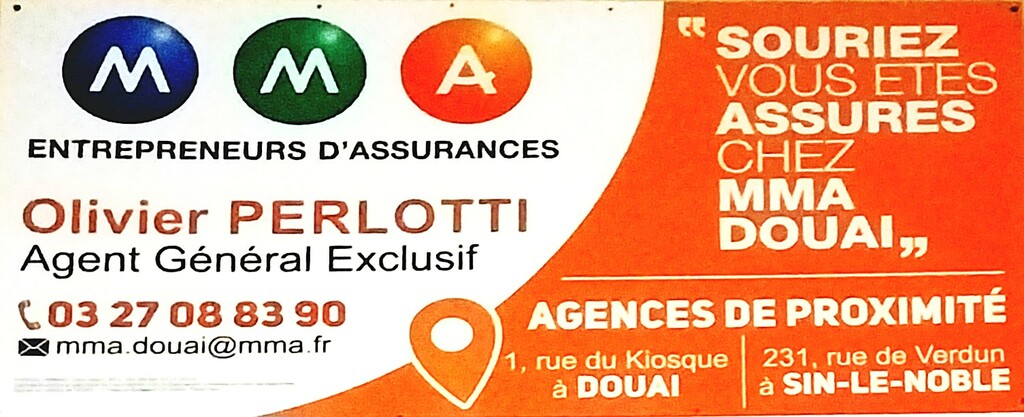 MMA
ENTREPRENEURS D'ASSURANCES
Olivier PERLOTTI
Agent Général Exclusif
03 27 08 83 90
mma.douai@mma.fr
“ SOURIEZ
VOUS ETES
ASSURES
CHEZ
MMA
DOUAI „
AGENCES DE PROXIMITÉ
1, rue du Kiosque
à DOUAI
231, rue de Verdun
à SIN-LE-NOBLE